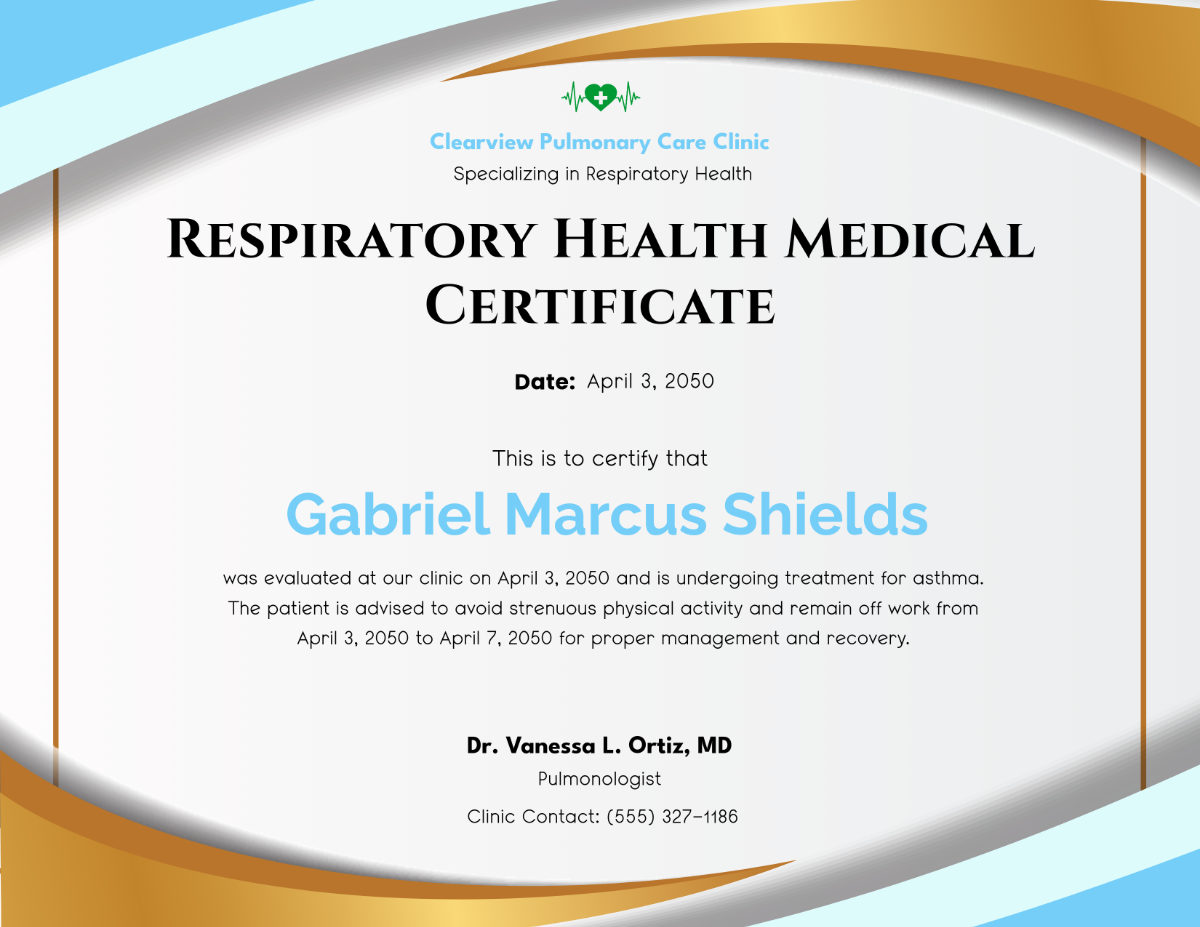 Clearview Pulmonary Care Clinic
Specializing in Respiratory Health
Respiratory Health Medical
Certificate
Date: April 3, 2050
This is to certify that
Gabriel Marcus Shields
was evaluated at our clinic on April 3, 2050 and is undergoing treatment for asthma.
The patient is advised to avoid strenuous physical activity and remain off work from
April 3, 2050 to April 7, 2050 for proper management and recovery.
Dr. Vanessa L. Ortiz, MD
Pulmonologist
Clinic Contact: (555) 327-1186